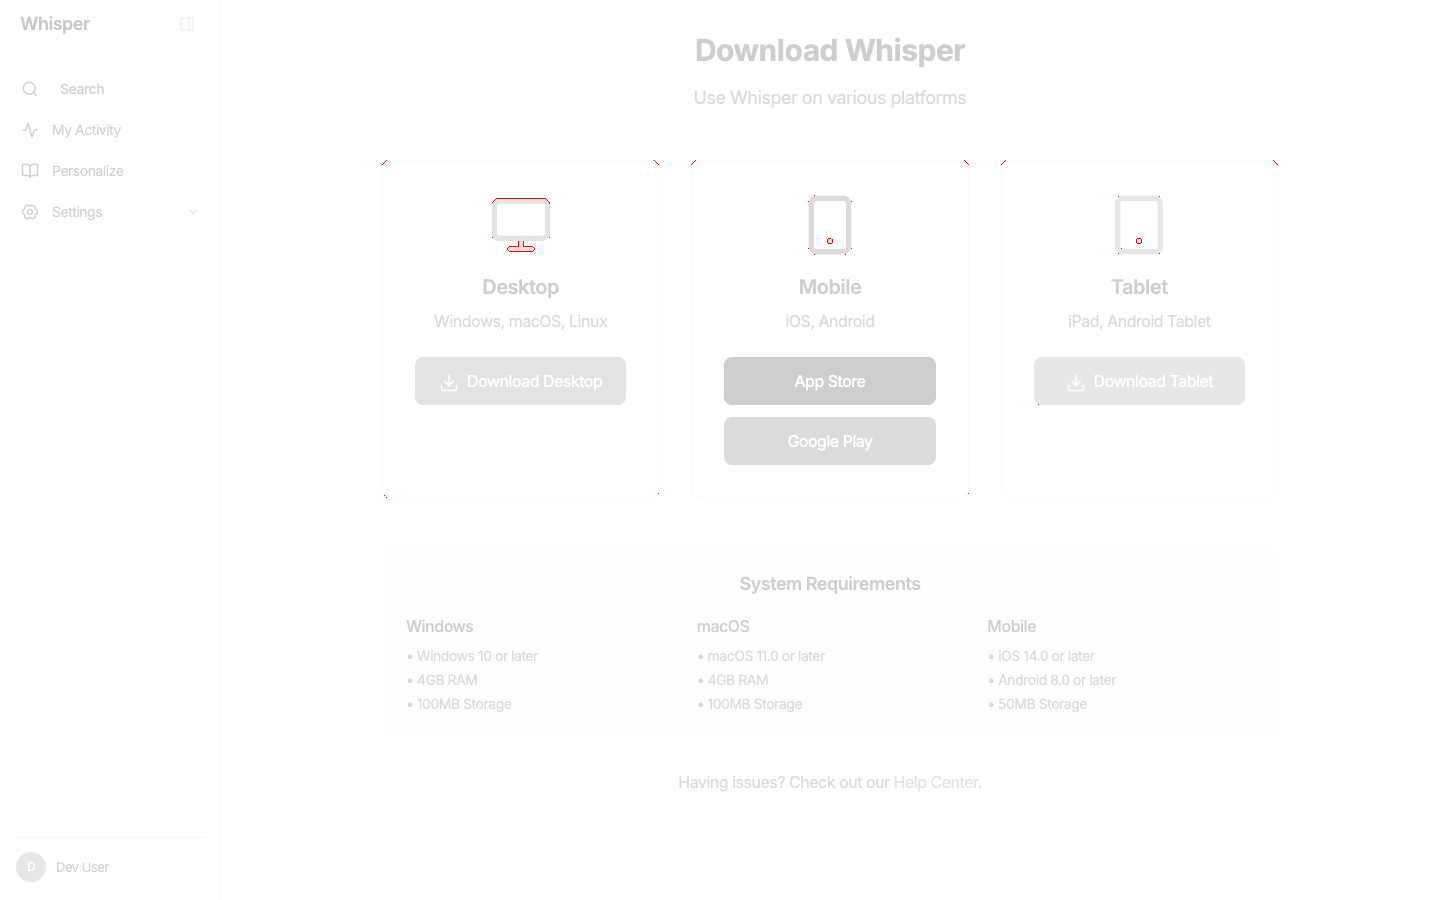 Whisper
Search
My Activity
Personalize
Settings
D
Dev User
Download Whisper
Use Whisper on various platforms
Desktop
Windows, macOS, Linux
Download Desktop
Mobile
iOS, Android
App Store
Google Play
Tablet
iPad, Android Tablet
Download Tablet
System Requirements
Windows
• Windows 10 or later
• 4GB RAM
• 100MB Storage
macOS
• macOS 11.0 or later
• 4GB RAM
• 100MB Storage
Mobile
• iOS 14.0 or later
• Android 8.0 or later
• 50MB Storage
Having issues? Check out our Help Center.